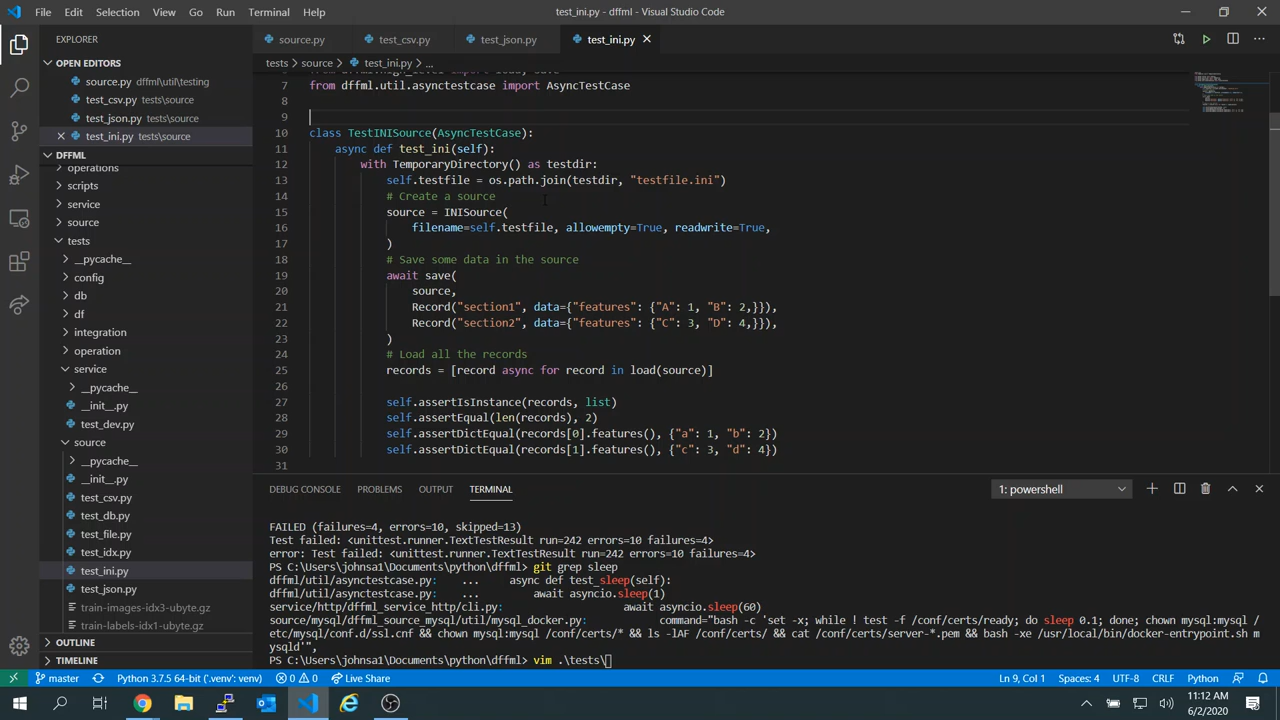 File Edit Selection View Go Run Terminal Help test_ini.py - dffml - Visual Studio Code
EXPLORER
OPEN EDITORS
source.py dffml\util\testing
test_csv.py tests\source
test_json.py tests\source
test_ini.py tests\source
DFFML
operations
scripts
service
source
tests
__pycache__
config
db
df
integration
operation
service
__pycache__
__init__.py
test_dev.py
source
__pycache__
__init__.py
test_csv.py
test_db.py
test_file.py
test_idx.py
test_ini.py
test_json.py
train-images-idx3-ubyte.gz
train-labels-idx1-ubyte.gz
OUTLINE
TIMELINE
source.py test_csv.py test_json.py test_ini.py
tests > source > test_ini.py > ...
7 from dffml.util.asynctestcase import AsyncTestCase
8
9
10 class TestINISource(AsyncTestCase):
11 async def test_ini(self):
12 with TemporaryDirectory() as testdir:
13 self.testfile = os.path.join(testdir, "testfile.ini")
14 # Create a source
15 source = INISource(
16 filename=self.testfile, allowempty=True, readwrite=True,
17 )
18 # Save some data in the source
19 await save(
20 source,
21 Record("section1", data={"features": {"A": 1, "B": 2,}}),
22 Record("section2", data={"features": {"C": 3, "D": 4,}}),
23 )
24 # Load all the records
25 records = [record async for record in load(source)]
26
27 self.assertIsInstance(records, list)
28 self.assertEqual(len(records), 2)
29 self.assertDictEqual(records[0].features(), {"a": 1, "b": 2})
30 self.assertDictEqual(records[1].features(), {"c": 3, "d": 4})
31
DEBUG CONSOLE PROBLEMS OUTPUT TERMINAL 1: powershell
FAILED (failures=4, errors=10, skipped=13)
Test failed: <unittest.runner.TextTestResult run=242 errors=10 failures=4>
error: Test failed: <unittest.runner.TextTestResult run=242 errors=10 failures=4>
PS C:\Users\johnsa1\Documents\python\dffml> git grep sleep
dffml/util/asynctestcase.py: ... async def test_sleep(self):
dffml/util/asynctestcase.py: ... await asyncio.sleep(1)
service/http/dffml_service_http/cli.py: await asyncio.sleep(60)
source/mysql/dffml_source_mysql/util/mysql_docker.py: command="bash -c 'set -x; while ! test -f /conf/certs/ready; do sleep 0.1; done; chown mysql:mysql /
etc/mysql/conf.d/ssl.cnf && chown mysql:mysql /conf/certs/* && ls -lAF /conf/certs/ && cat /conf/certs/server-*.pem && bash -xe /usr/local/bin/docker-entrypoint.sh m
ysqld'",
PS C:\Users\johnsa1\Documents\python\dffml> vim .\tests\
master Python 3.7.5 64-bit ('.venv': venv) 0 0 Live Share Ln 9, Col 1 Spaces: 4 UTF-8 CRLF Python
11:12 AM
6/2/2020